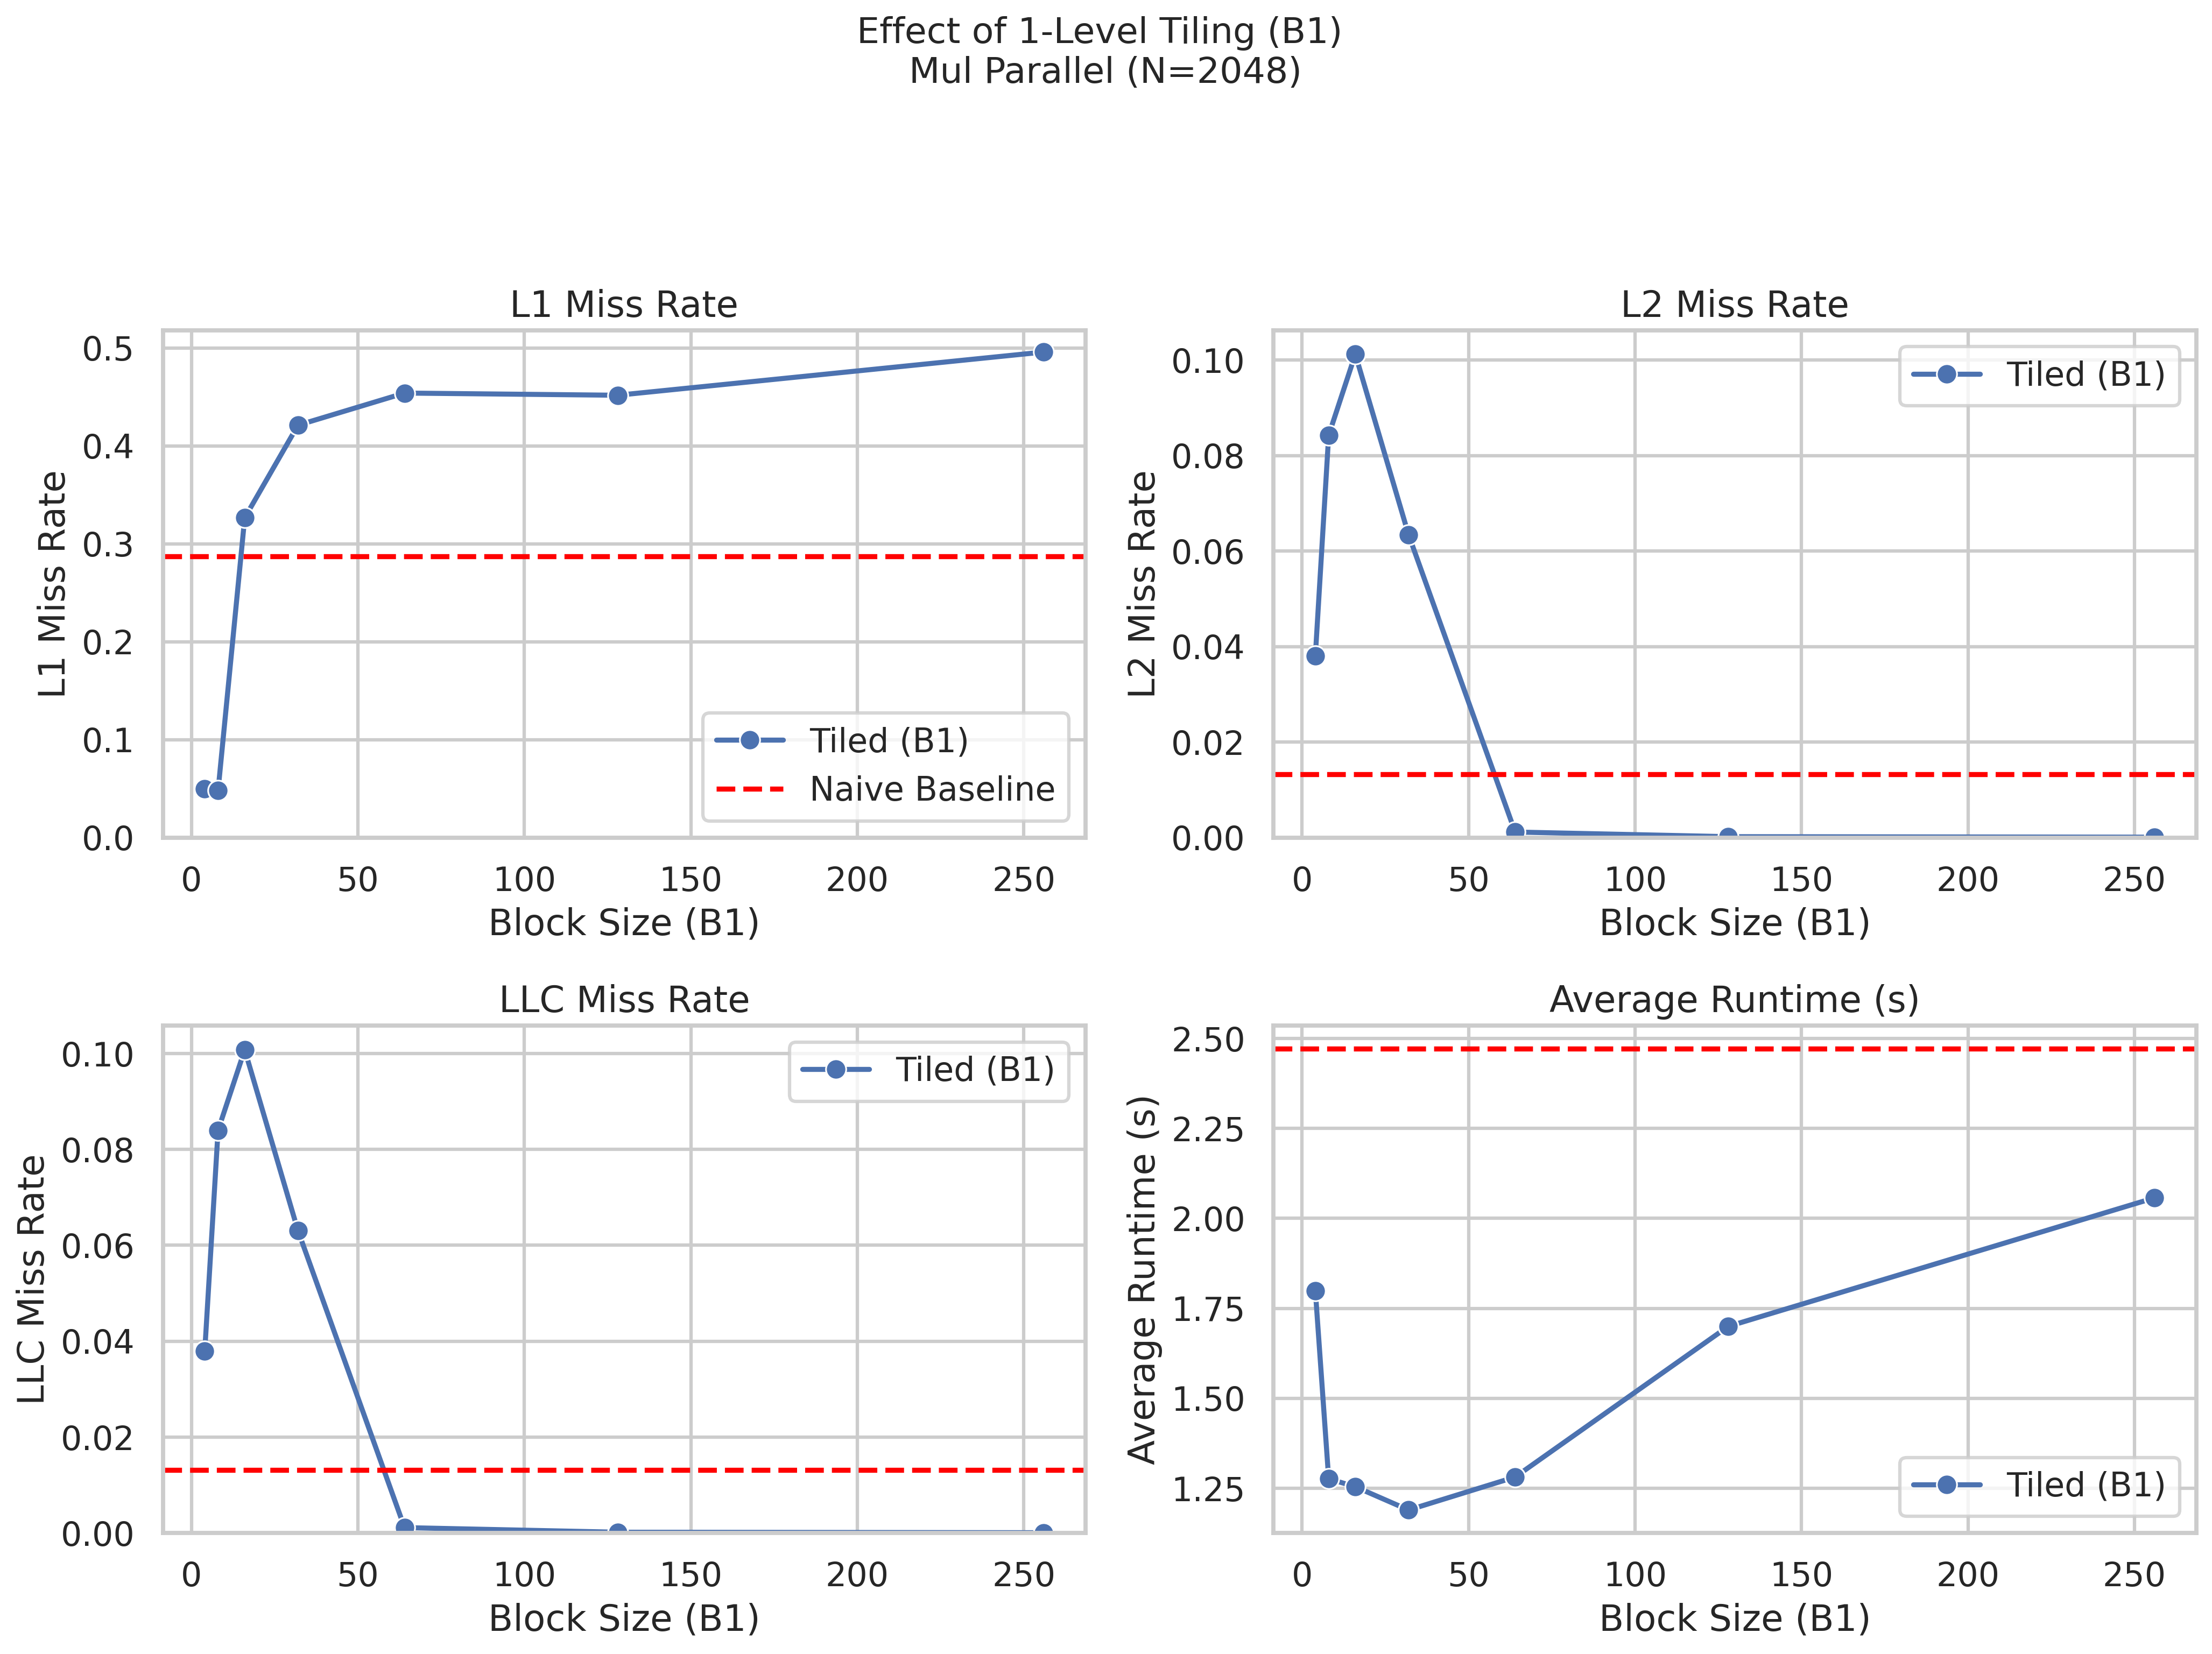 Effect of 1-Level Tiling (B1)
Mul Parallel (N=2048)
L1 Miss Rate
L1 Miss Rate
0.5
0.4
0.3
0.2
0.1
0.0
Tiled (B1)
Naive Baseline
0 50 100 150 200 250
Block Size (B1)
L2 Miss Rate
L2 Miss Rate
0.10
0.08
0.06
0.04
0.02
0.00
Tiled (B1)
0 50 100 150 200 250
Block Size (B1)
LLC Miss Rate
LLC Miss Rate
0.10
0.08
0.06
0.04
0.02
0.00
Tiled (B1)
0 50 100 150 200 250
Block Size (B1)
Average Runtime (s)
Average Runtime (s)
2.50
2.25
2.00
1.75
1.50
1.25
Tiled (B1)
0 50 100 150 200 250
Block Size (B1)